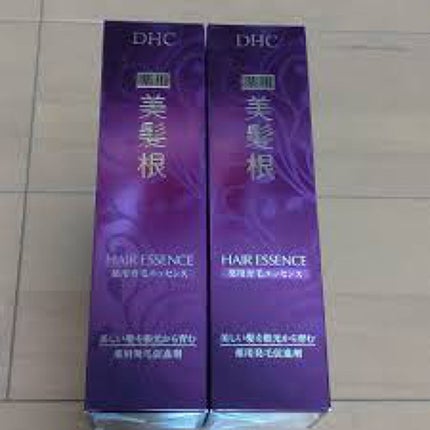 DHC
薬用
美髪根
HAIR ESSENCE
薬用育毛エッセンス
美しい髪を根元から育む
薬用発毛促進剤
DHC
薬用
美髪根
HAIR ESSENCE
薬用育毛エッセンス
美しい髪を根元から育む
薬用発毛促進剤